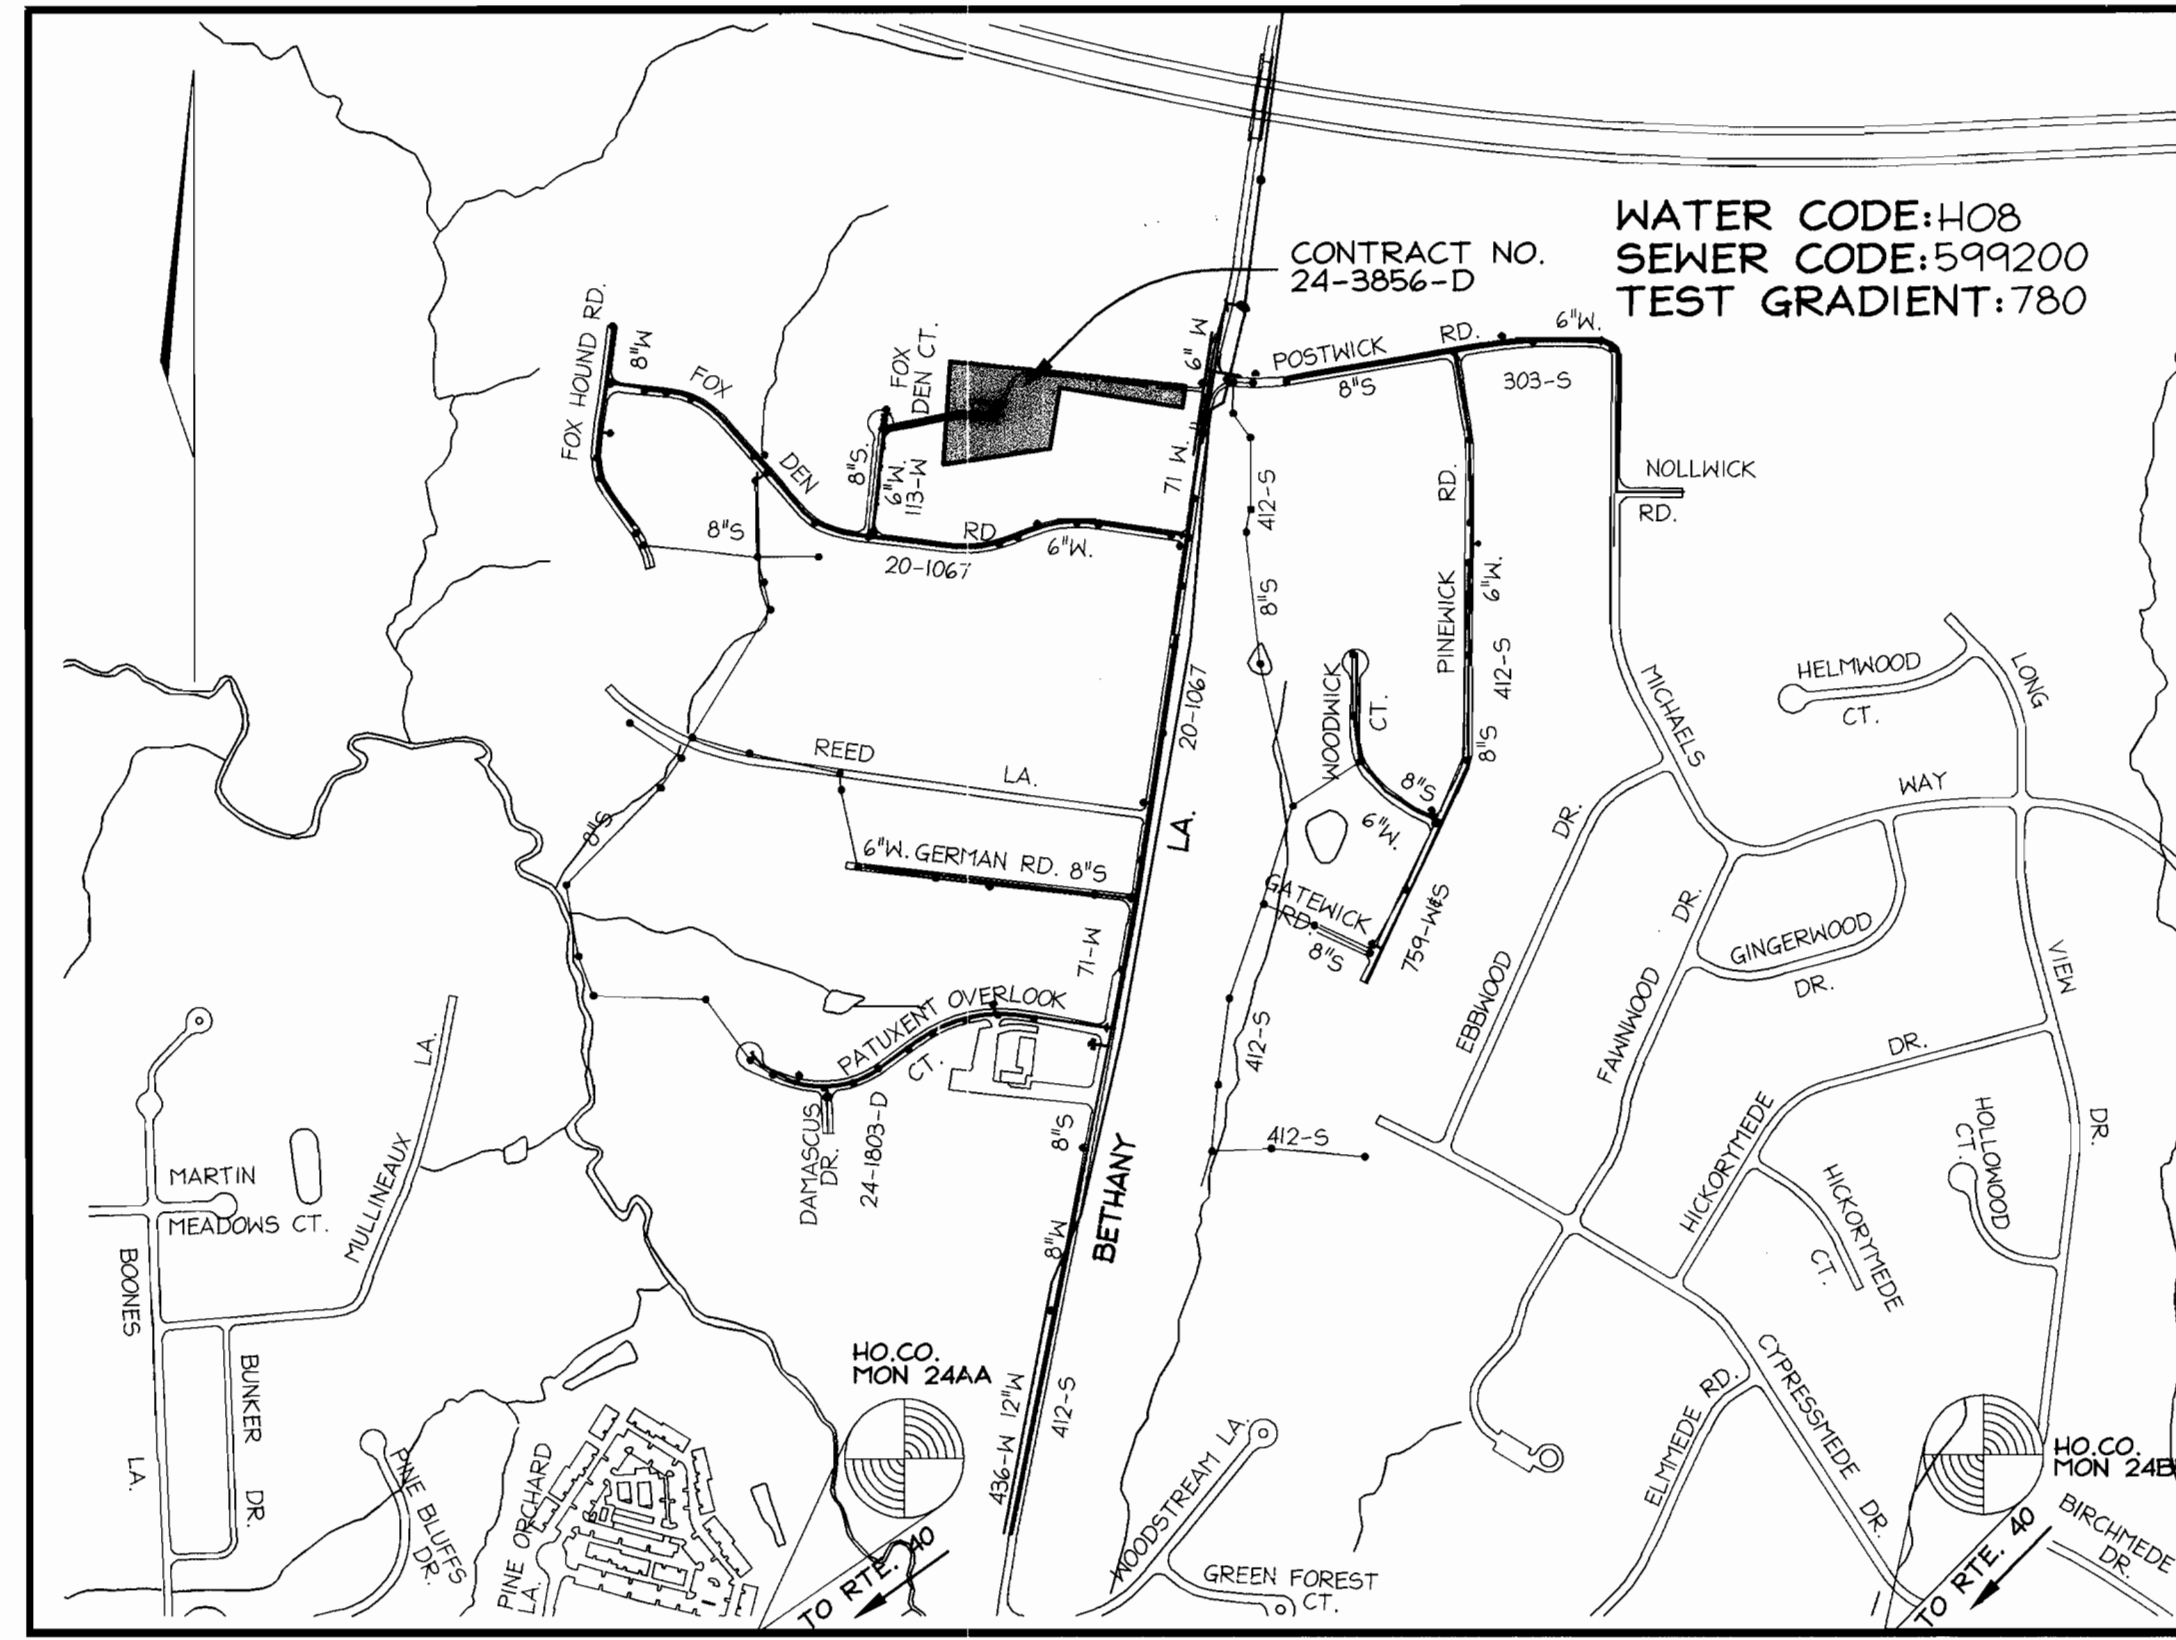 WATER CODE:HO8
SEWER CODE:599200
TEST GRADIENT:780
CONTRACT NO.
24-3856-D
FOX HOUND RD.
8"W
FOX
DEN
RD
FOX
DEN CT.
8"S.
6"W.
113-W
6" W
71 W.
POSTWICK
RD.
8"S
6"W.
303-S
NOLLWICK
RD.
8"S
20-1067
6"W.
412-S
8"S
RD.
PINEWICK
6"W.
412-S
8"S
20-1067
WOODWICK
CT.
8"S
6"W.
MICHAELS
WAY
HELMWOOD
CT.
LONG
VIEW
DR.
REED
LA.
8"S
6"W. GERMAN RD. 8"S
LA.
BETHANY
GATEWICK
RD.
8"S
759-W&S
71-W
PATUXENT OVERLOOK
CT.
DAMASCUS
DR.
24-1803-D
8"S
8"W
412-S
412-S
EBBWOOD
DR.
FAWNWOOD
DR.
GINGERWOOD
DR.
HICKORYMEDE
DR.
HICKORYMEDE
CT.
HOLLOWOOD
CT.
MULLINEAUX
LA.
MARTIN
MEADOWS CT.
BOONES
LA.
BUNKER
DR.
PINE BLUFFS
DR.
PINE ORCHARD
LA.
HO.CO.
MON 24AA
TO RTE. 40
436-W 12"W
412-S
WOODSTREAM LA.
GREEN FOREST
CT.
ELMMEDE
RD.
CYPRESSMEDE
DR.
HO.CO.
MON 24B
TO RTE. 40
BIRCHMEDE
DR.